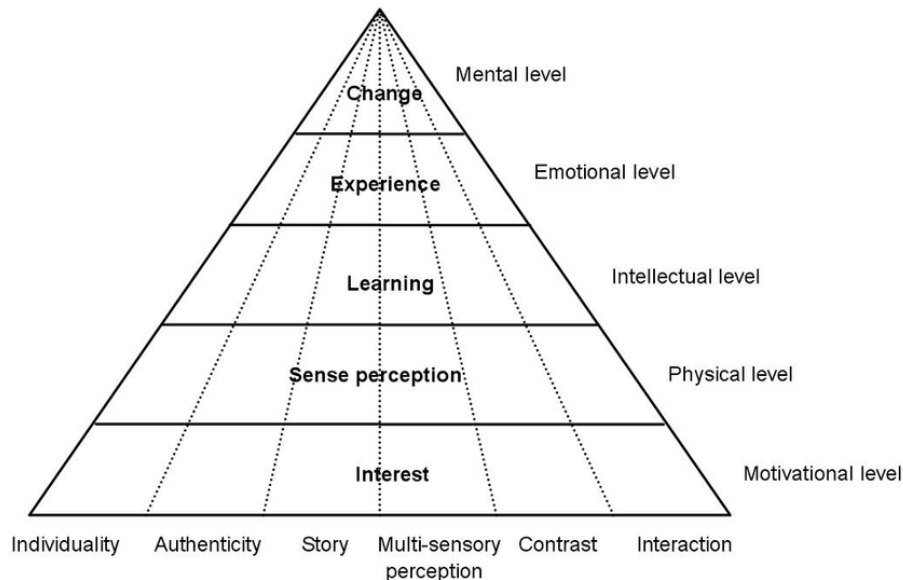 Mental level
Change
Emotional level
Experience
Intellectual level
Learning
Physical level
Sense perception
Motivational level
Interest
Individuality Authenticity Story Multi-sensory Contrast Interaction
perception